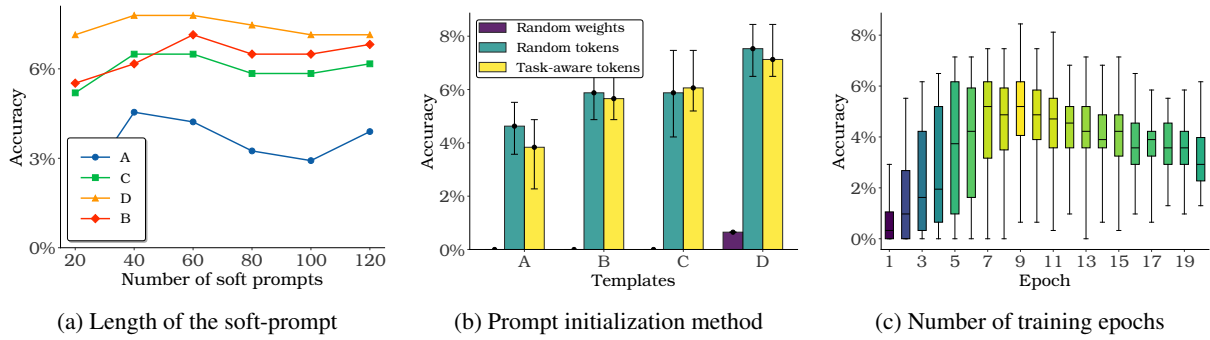 6%
3%
0%
20
40
60
80
100
120
Accuracy
Number of soft prompts
A
C
D
B
(a) Length of the soft-prompt
8%
6%
4%
2%
0%
Accuracy
Random weights
Random tokens
Task-aware tokens
A
B
C
D
Templates
(b) Prompt initialization method
8%
6%
4%
2%
0%
Accuracy
1
3
5
7
9
11
13
15
17
19
Epoch
(c) Number of training epochs